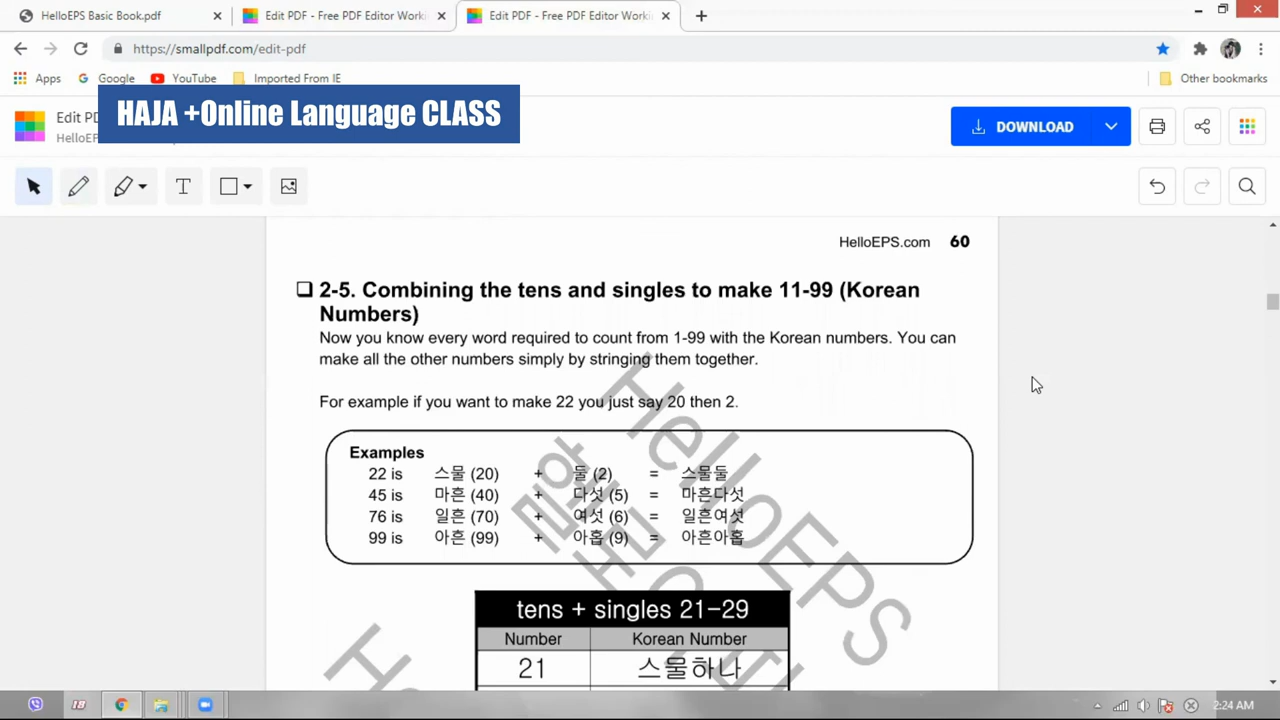 HelloEPS Basic Book.pdf
Edit PDF - Free PDF Editor Worki
Edit PDF - Free PDF Editor Worki
https://smallpdf.com/edit-pdf
Apps Google YouTube Imported From IE Other bookmarks
HAJA +Online Language CLASS
Edit PD
HelloEP
DOWNLOAD
HelloEPS.com 60
2-5. Combining the tens and singles to make 11-99 (Korean
Numbers)
Now you know every word required to count from 1-99 with the Korean numbers. You can
make all the other numbers simply by stringing them together.
For example if you want to make 22 you just say 20 then 2.
Examples
22 is 스물 (20) + 둘 (2) = 스물둘
45 is 마흔 (40) + 다섯 (5) = 마흔다섯
76 is 일흔 (70) + 여섯 (6) = 일흔여섯
99 is 아흔 (99) + 아홉 (9) = 아흔아홉
HelloEPS
tens + singles 21-29
Number Korean Number
21 스물하나
18
2:24 AM